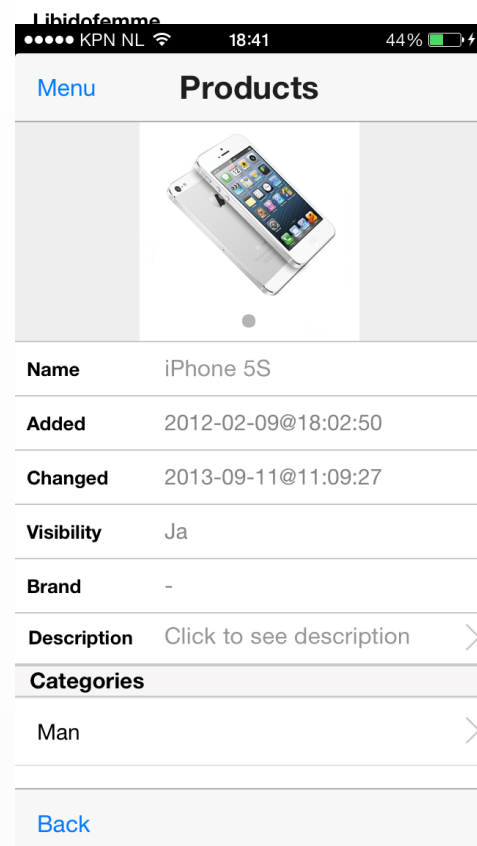 Libidofemme
KPN NL 18:41 44%
Menu Products
Name iPhone 5S
Added 2012-02-09@18:02:50
Changed 2013-09-11@11:09:27
Visibility Ja
Brand -
Description Click to see description
Categories
Man
Back